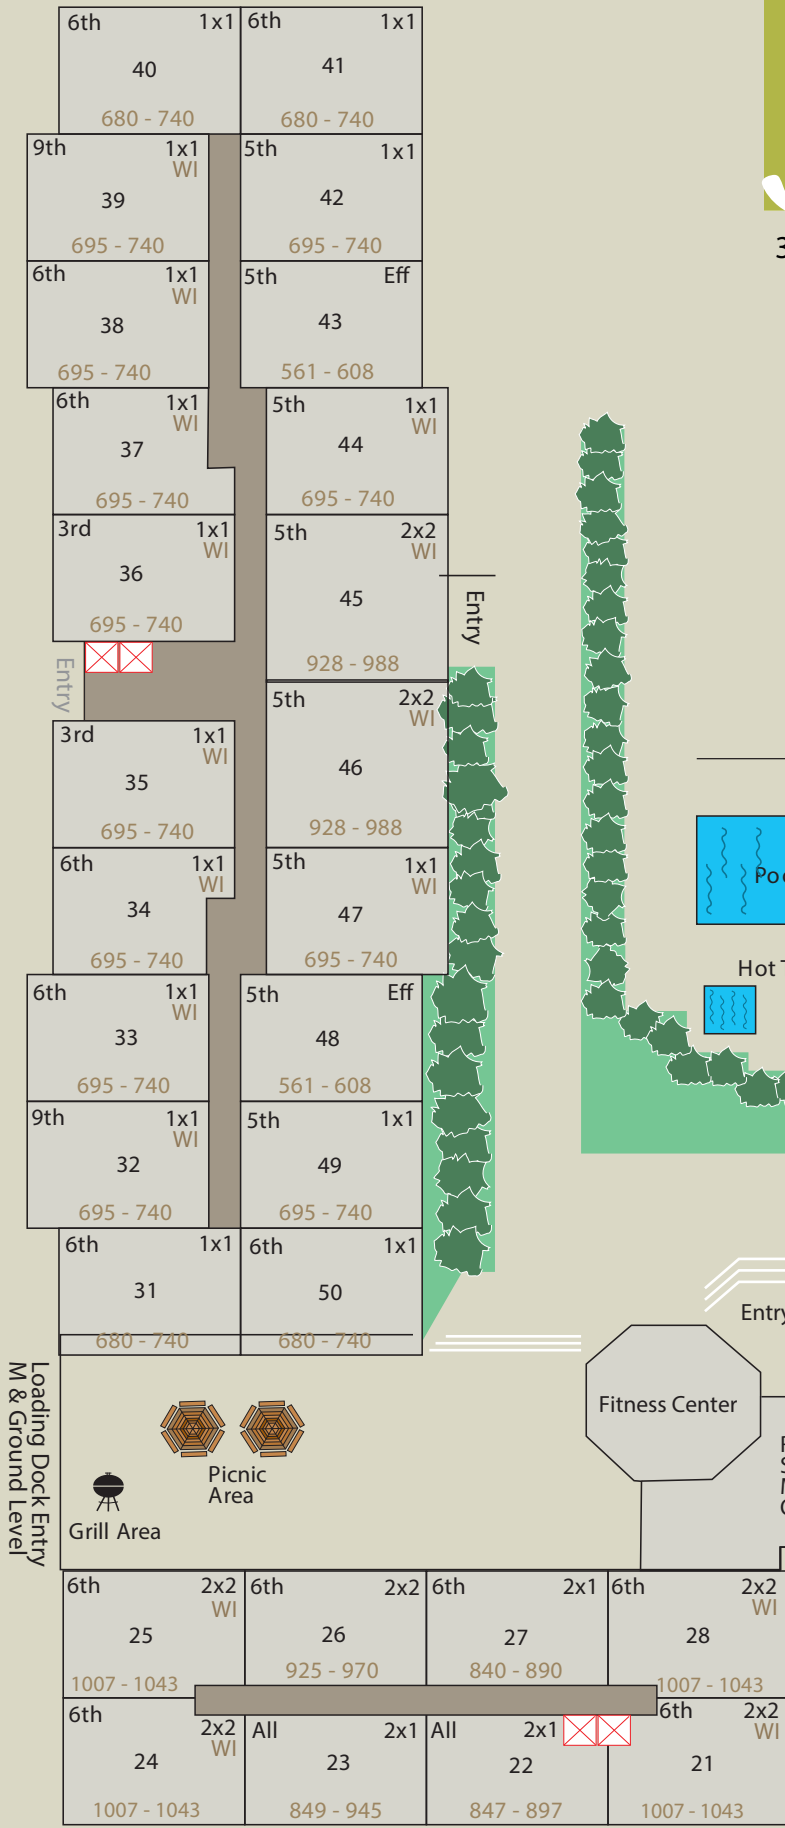 6th 1x1
40
680 - 740
6th 1x1
41
680 - 740
9th 1x1
WI
39
695 - 740
5th 1x1
42
695 - 740
6th 1x1
WI
38
695 - 740
5th Eff
43
561 - 608
6th 1x1
WI
37
695 - 740
5th 1x1
WI
44
695 - 740
3rd 1x1
WI
36
695 - 740
5th 2x2
WI
45
928 - 988
Entry
Entry
3rd 1x1
WI
35
695 - 740
5th 2x2
WI
46
928 - 988
6th 1x1
WI
34
695 - 740
5th 1x1
WI
47
695 - 740
Hot
6th 1x1
WI
33
695 - 740
5th Eff
48
561 - 608
9th 1x1
WI
32
695 - 740
5th 1x1
49
695 - 740
6th 1x1
31
680 - 740
6th 1x1
50
680 - 740
Entry
Fitness Center
Loading Dock Entry
M & Ground Level
Picnic
Area
Grill Area
6th 2x2
WI
25
1007 - 1043
6th 2x2
26
925 - 970
6th 2x1
27
840 - 890
6th 2x2
WI
28
1007 - 1043
6th
2x2
WI
24
1007 - 1043
All 2x1
23
849 - 945
All 2x1
22
847 - 897
6th 2x2
WI
21
1007 - 1043